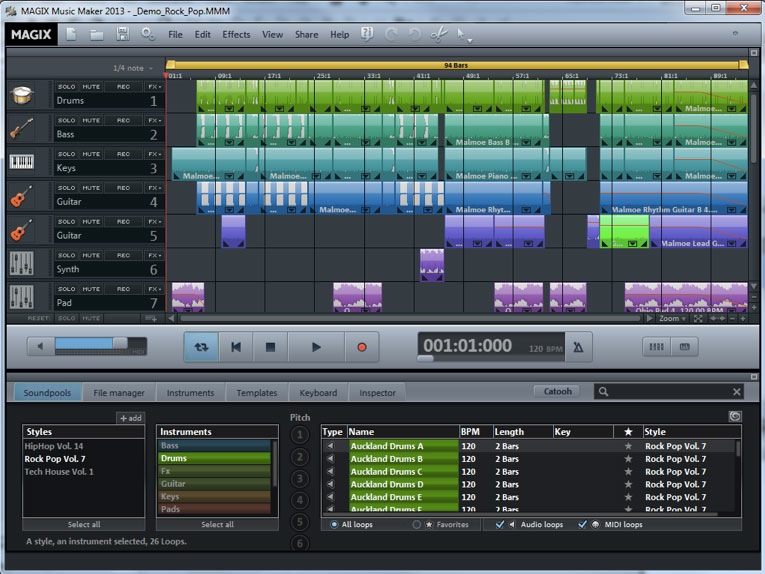 MAGIX Music Maker 2013 - _Demo_Rock_Pop.MMM
MAGIX File Edit Effects View Share Help
94 Bars
1/4 note 01:1 09:1 17:1 25:1 33:1 41:1 49:1 57:1 65:1 73:1 81:1 89:1
SOLO MUTE REC FX
Drums 1 Malmoe...
SOLO MUTE REC FX
Bass 2 Malmoe Bass B
SOLO MUTE REC FX
Keys 3 Malmoe... Malmoe... Malmoe Piano ...
SOLO MUTE REC FX
Guitar 4 Malmoe... Malmoe Rhyt... Malmoe Rhythm Guitar B 4....
SOLO MUTE REC FX
Guitar 5 Malmoe Lead G...
SOLO MUTE REC FX
Synth 6
SOLO MUTE REC FX
Pad 7
RESET: SOLO MUTE Zoom
001:01:000 120 BPM
Soundpools File manager Instruments Templates Keyboard Inspector Catooh
+ add Pitch
Styles Instruments Type Name BPM Length Key ★ Style
HipHop Vol. 14 Bass 1 Auckland Drums A 120 2 Bars Rock Pop Vol. 7
Rock Pop Vol. 7 Drums 2 Auckland Drums B 120 2 Bars Rock Pop Vol. 7
Tech House Vol. 1 Fx 3 Auckland Drums C 120 2 Bars Rock Pop Vol. 7
Guitar Auckland Drums D 120 2 Bars Rock Pop Vol. 7
Keys 4 Auckland Drums E 120 2 Bars Rock Pop Vol. 7
Pads Auckland Drums 120 2 Bars Rock Pop Vol. 7
Select all Select all 5 All loops ★ Favorites Audio loops MIDI loops
A style, an instrument selected, 26 Loops. 6